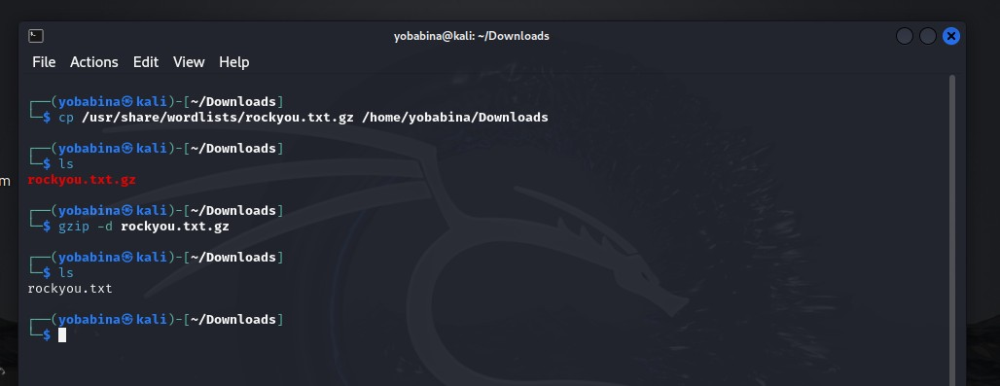 yobabina@kali: ~/Downloads
File Actions Edit View Help
┌──(yobabina㉿kali)-[~/Downloads]
└─$ cp /usr/share/wordlists/rockyou.txt.gz /home/yobabina/Downloads
┌──(yobabina㉿kali)-[~/Downloads]
└─$ ls
m
rockyou.txt.gz
┌──(yobabina㉿kali)-[~/Downloads]
└─$ gzip -d rockyou.txt.gz
┌──(yobabina㉿kali)-[~/Downloads]
└─$ ls
rockyou.txt
┌──(yobabina㉿kali)-[~/Downloads]
└─$